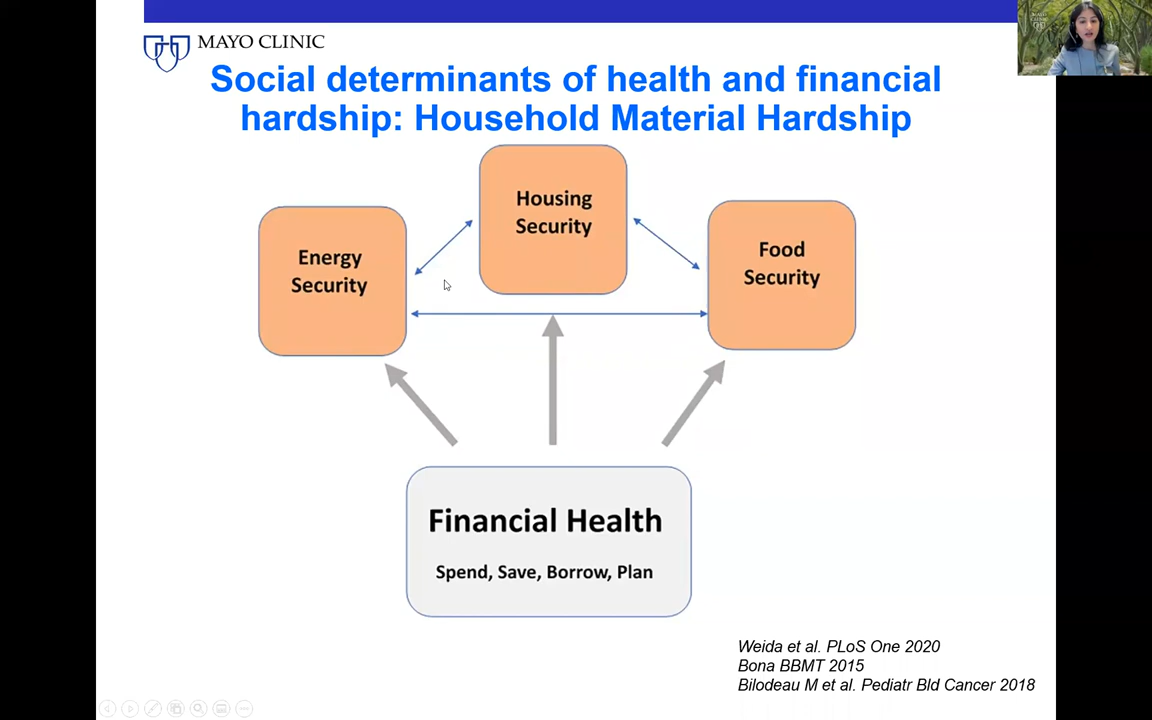 MAYO CLINIC
Social determinants of health and financial
hardship: Household Material Hardship
Housing
Security
Energy
Security
Food
Security
Financial Health
Spend, Save, Borrow, Plan
Weida et al. PLoS One 2020
Bona BBMT 2015
Bilodeau M et al. Pediatr Bld Cancer 2018